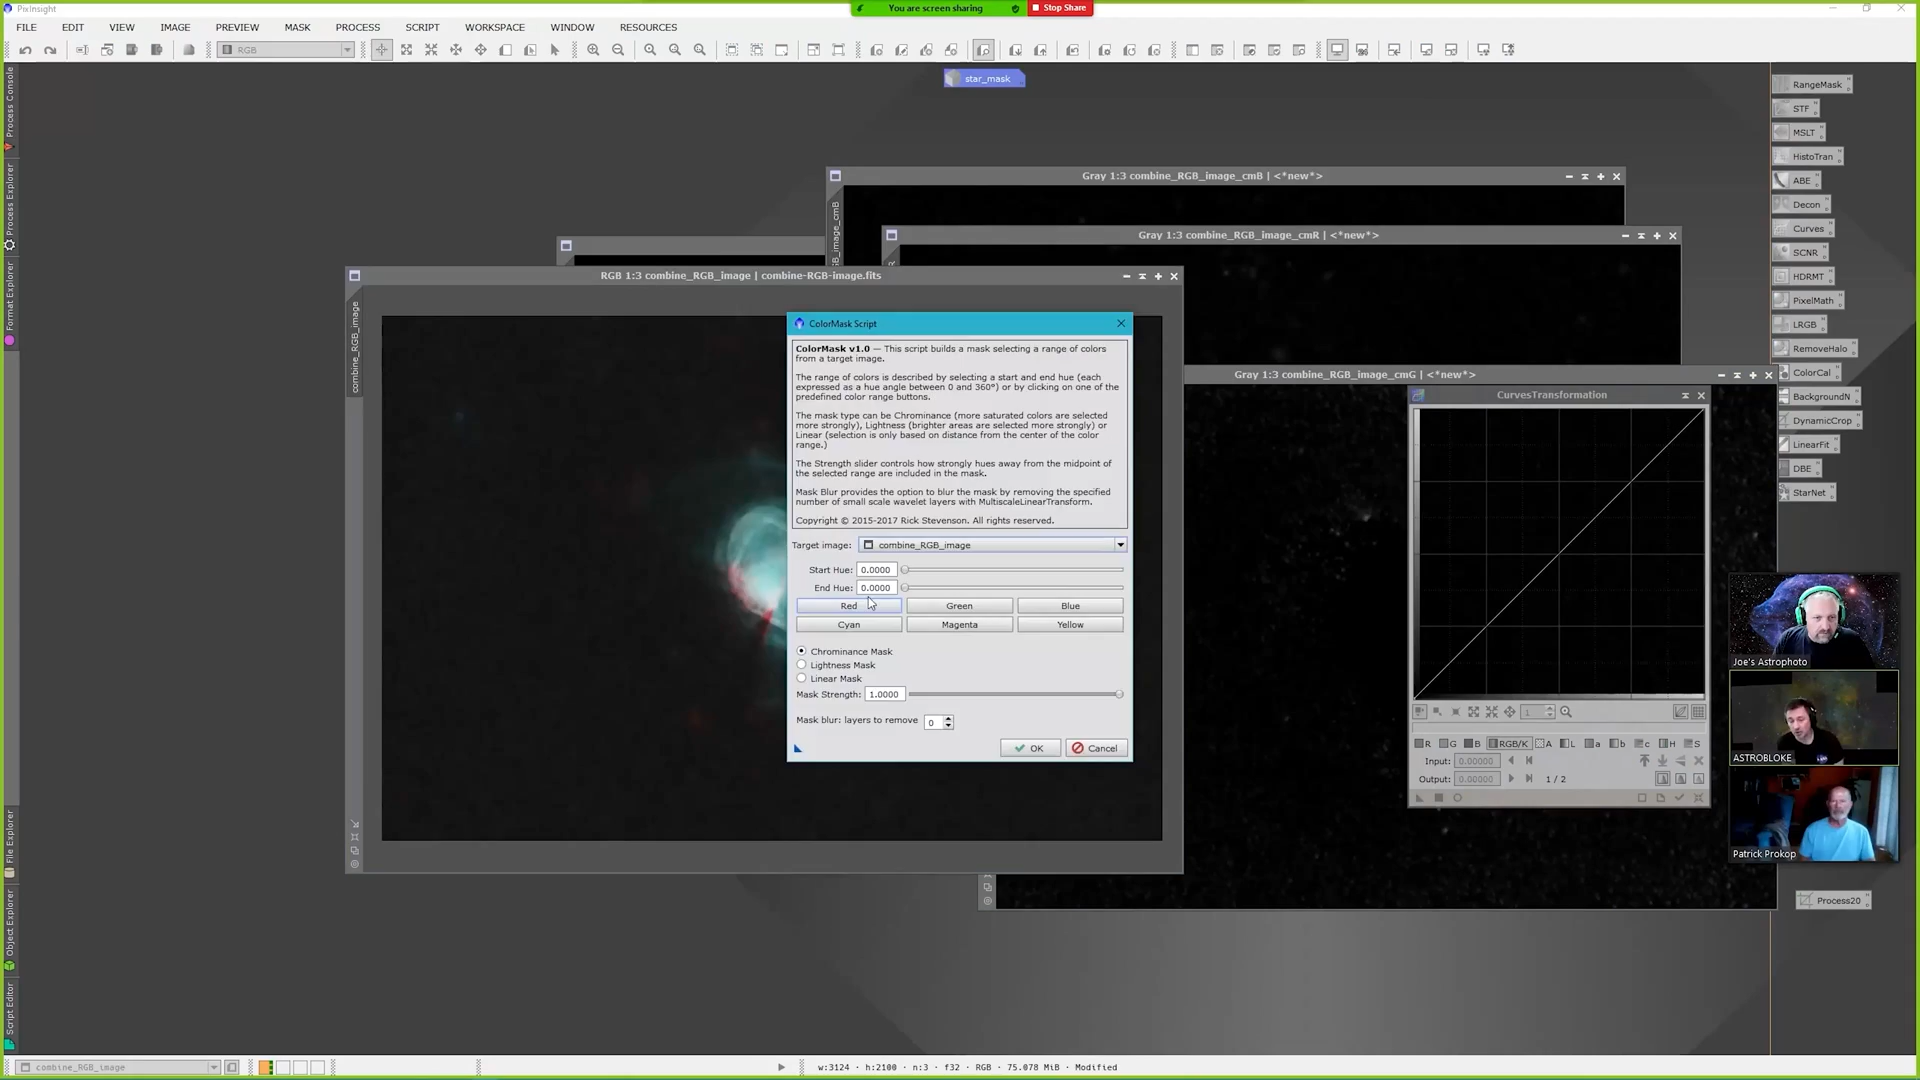 PixInsight
You are screen sharing
Stop Share
FILE
EDIT
VIEW
IMAGE
PREVIEW
MASK
PROCESS
SCRIPT
WORKSPACE
WINDOW
RESOURCES
RGB
star_mask
Process Console
Process Explorer
Format Explorer
File Explorer
Object Explorer
Script Editor
Gray 1:3 combine_RGB_image_cmB | <*new*>
Gray 1:3 combine_RGB_image_cmR | <*new*>
RGB 1:3 combine_RGB_image | combine-RGB-image.fits
combine_RGB_image
Gray 1:3 combine_RGB_image_cmG | <*new*>
ColorMask Script
ColorMask v1.0 — This script builds a mask selecting a range of colors
from a target image.
The range of colors is described by selecting a start and end hue (each
expressed as a hue angle between 0 and 360°) or by clicking on one of the
predefined color range buttons.
The mask type can be Chrominance (more saturated colors are selected
more strongly), Lightness (brighter areas are selected more strongly) or
Linear (selection is only based on distance from the center of the color
range.)
The Strength slider controls how strongly hues away from the midpoint of
the selected range are included in the mask.
Mask Blur provides the option to blur the mask by removing the specified
number of small scale wavelet layers with MultiscaleLinearTransform.
Copyright © 2015-2017 Rick Stevenson. All rights reserved.
Target image: combine_RGB_image
Start Hue: 0.0000
End Hue: 0.0000
Red
Green
Blue
Cyan
Magenta
Yellow
Chrominance Mask
Lightness Mask
Linear Mask
Mask Strength: 1.0000
Mask blur: layers to remove 0
OK
Cancel
CurvesTransformation
1
R G B RGB/K A L a b c H S
Input: 0.00000
Output: 0.00000 1 / 2
RangeMask
STF
MSLT
HistoTran
ABE
Decon
Curves
SCNR
HDRMT
PixelMath
LRGB
RemoveHalo
ColorCal
BackgroundN
DynamicCrop
LinearFit
DBE
StarNet
Joe's Astrophoto
ASTROBLOKE
Patrick Prokop
Process20
combine_RGB_image
w:3124 · h:2100 · n:3 · f32 · RGB · 75.078 MiB · Modified